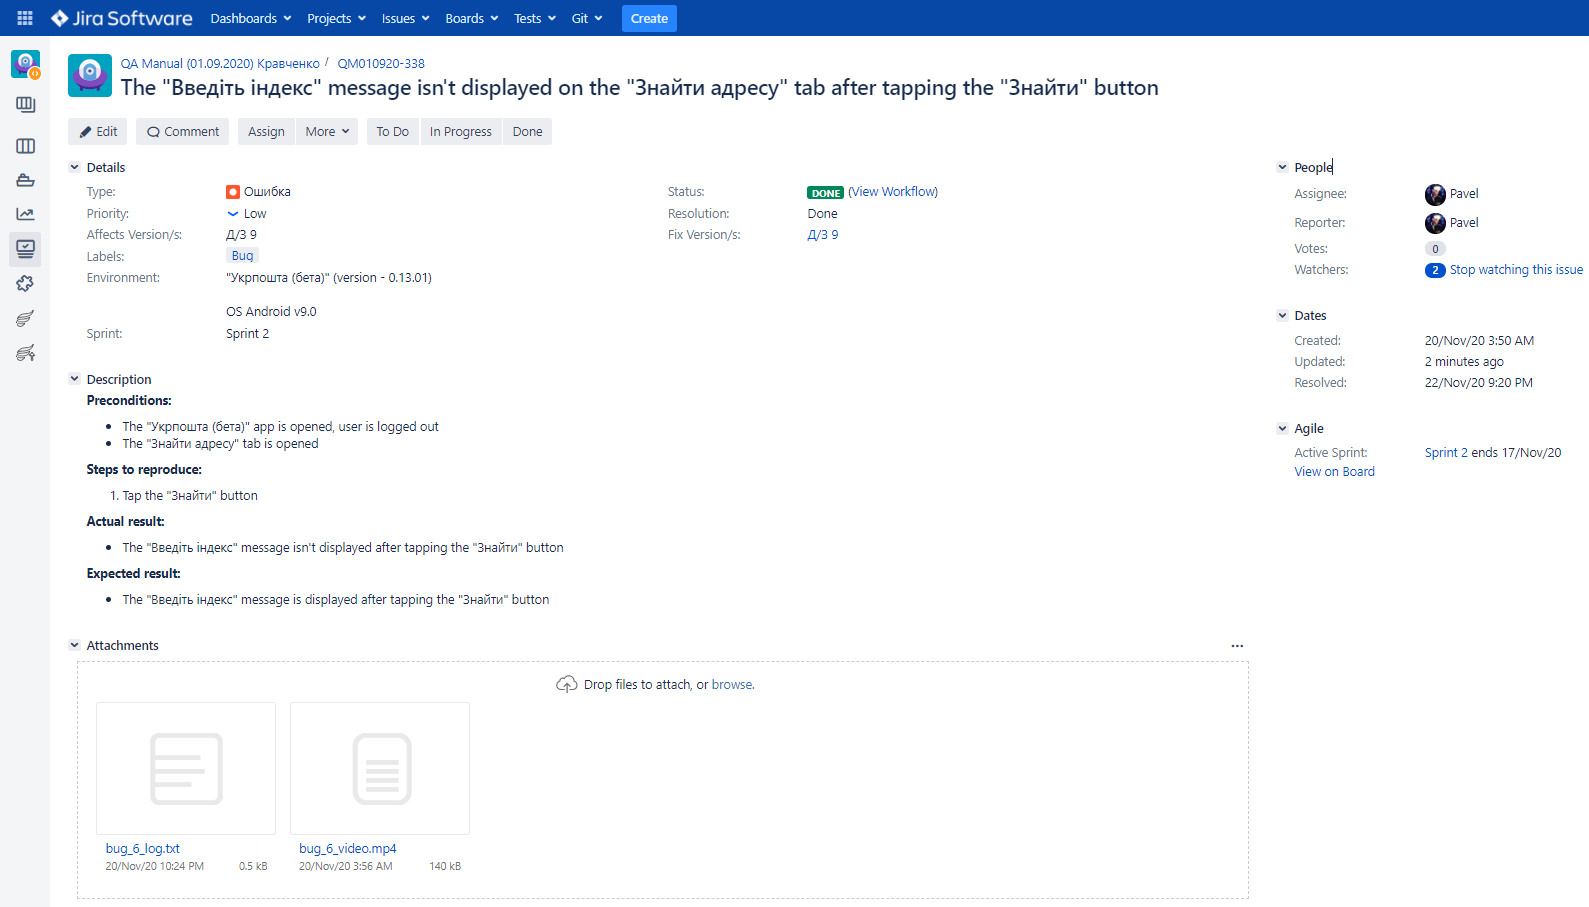 Jira Software Dashboards Projects Issues Boards Tests Git Create
QA Manual (01.09.2020) Кравченко / QM010920-338
The "Введіть індекс" message isn't displayed on the "Знайти адресу" tab after tapping the "Знайти" button
Edit Comment Assign More To Do In Progress Done
Details
Type: Ошибка
Priority: Low
Affects Version/s: Д/З 9
Labels: Bug
Environment: "Укрпошта (бета)" (version - 0.13.01)
OS Android v9.0
Sprint: Sprint 2
Status: DONE (View Workflow)
Resolution: Done
Fix Version/s: Д/З 9
People
Assignee: Pavel
Reporter: Pavel
Votes: 0
Watchers: 2 Stop watching this issue
Dates
Created: 20/Nov/20 3:50 AM
Updated: 2 minutes ago
Resolved: 22/Nov/20 9:20 PM
Agile
Active Sprint: Sprint 2 ends 17/Nov/20
View on Board
Description
Preconditions:
• The "Укрпошта (бета)" app is opened, user is logged out
• The "Знайти адресу" tab is opened
Steps to reproduce:
1. Tap the "Знайти" button
Actual result:
• The "Введіть індекс" message isn't displayed after tapping the "Знайти" button
Expected result:
• The "Введіть індекс" message is displayed after tapping the "Знайти" button
Attachments
Drop files to attach, or browse.
bug_6_log.txt
20/Nov/20 10:24 PM 0.5 kB
bug_6_video.mp4
20/Nov/20 3:56 AM 140 kB